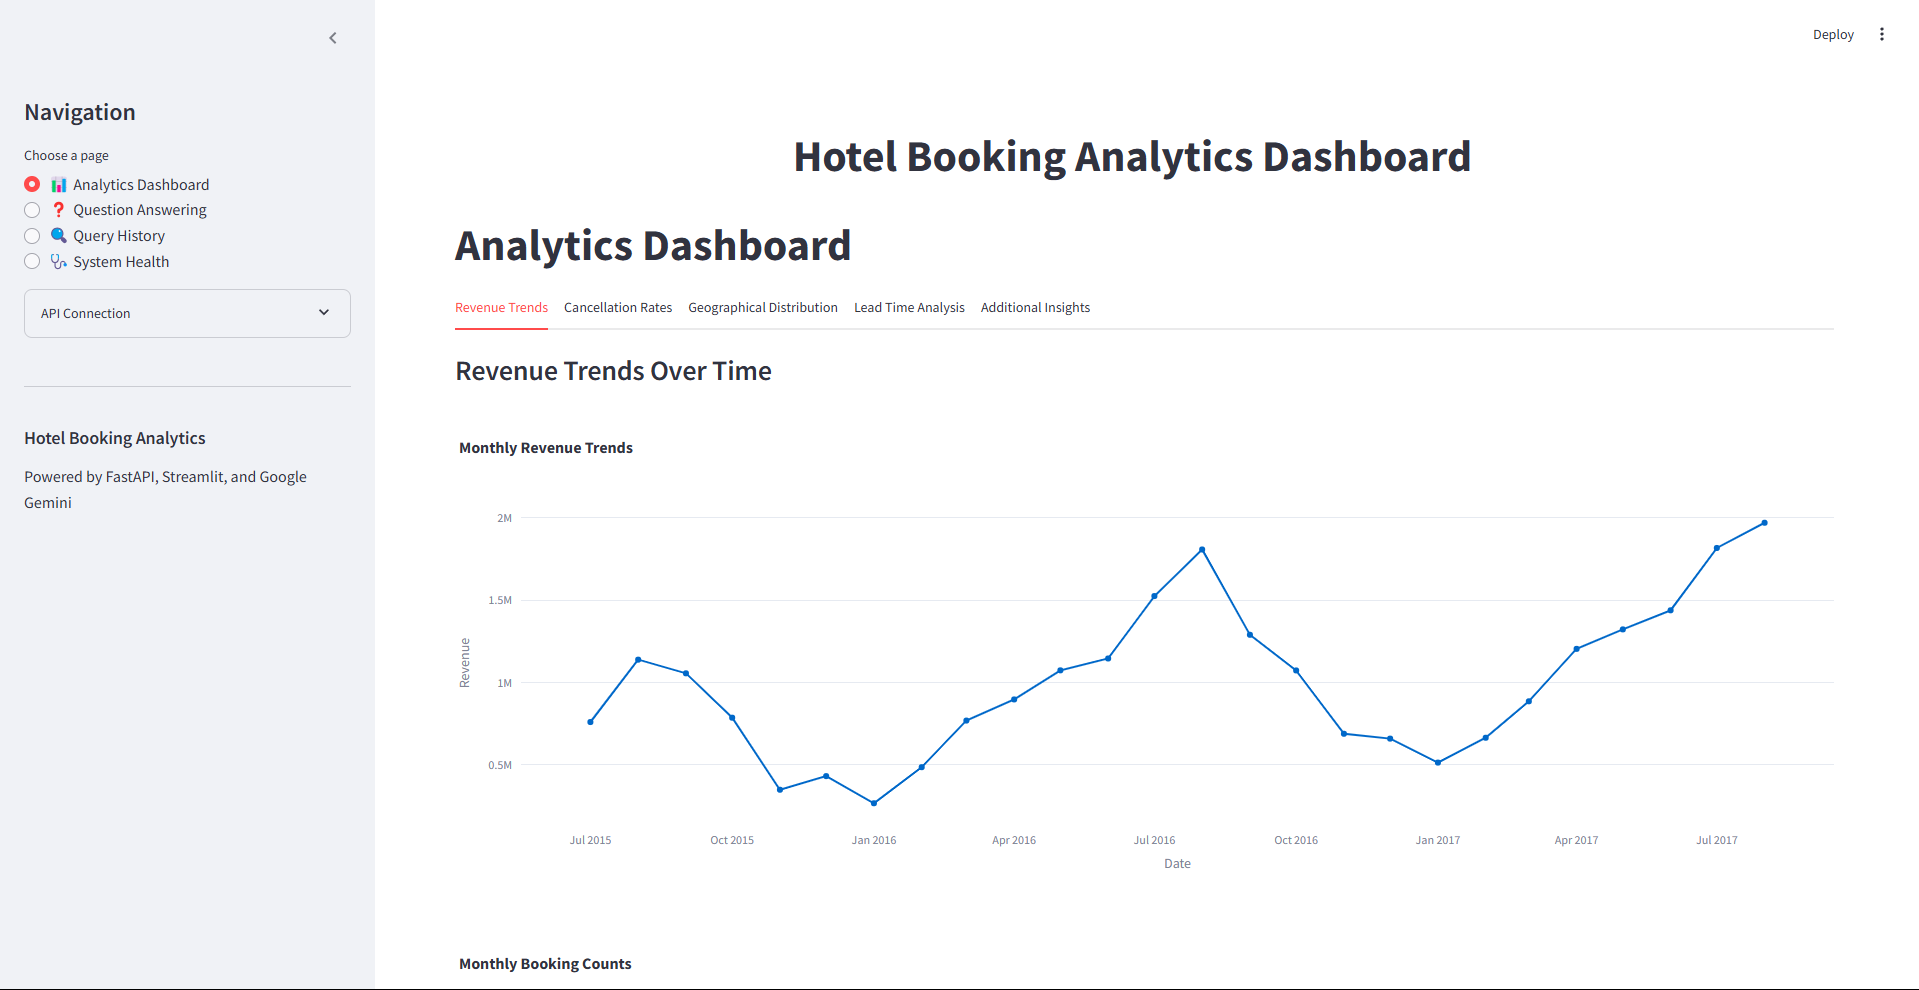 Deploy
Navigation
Choose a page
Analytics Dashboard
Question Answering
Query History
System Health
API Connection
Hotel Booking Analytics
Powered by FastAPI, Streamlit, and Google
Gemini
Hotel Booking Analytics Dashboard
Analytics Dashboard
Revenue Trends Cancellation Rates Geographical Distribution Lead Time Analysis Additional Insights
Revenue Trends Over Time
Monthly Revenue Trends
2M
1.5M
1M
0.5M
Revenue
Jul 2015 Oct 2015 Jan 2016 Apr 2016 Jul 2016 Oct 2016 Jan 2017 Apr 2017 Jul 2017
Date
Monthly Booking Counts